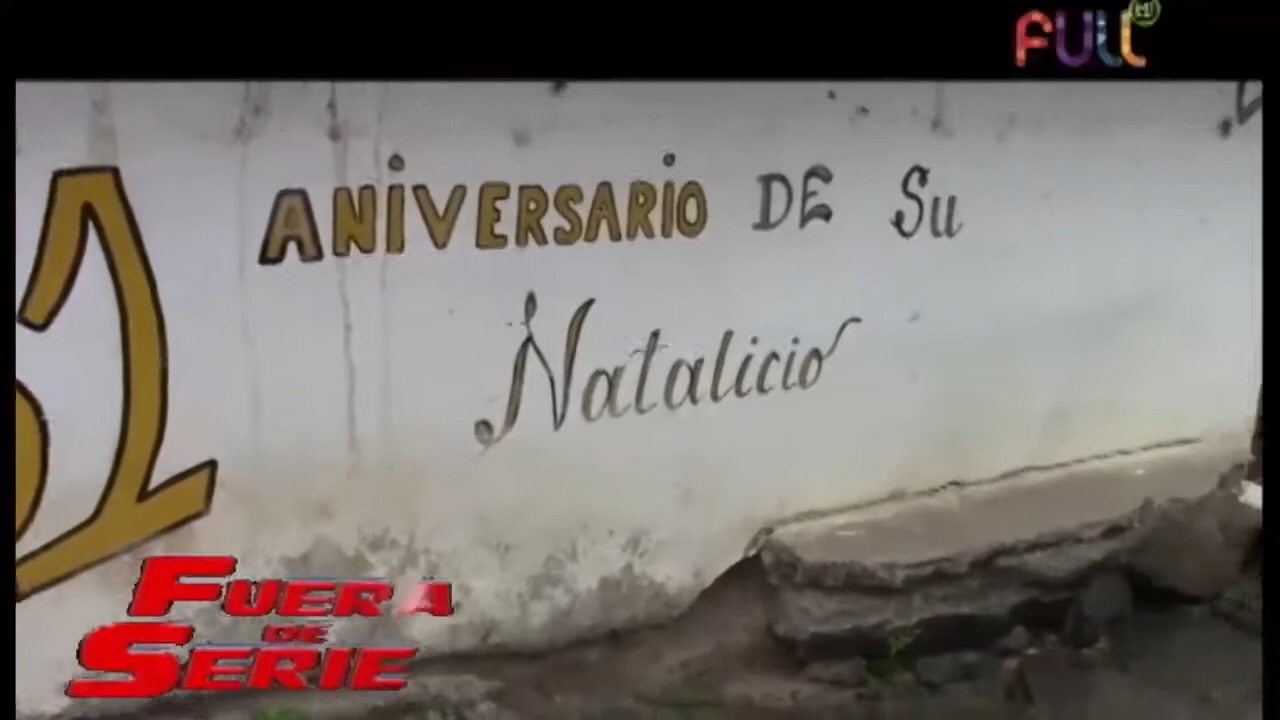 FULL
ANIVERSARIO DE Su
Natalicio
FUERA
DE
SERIE